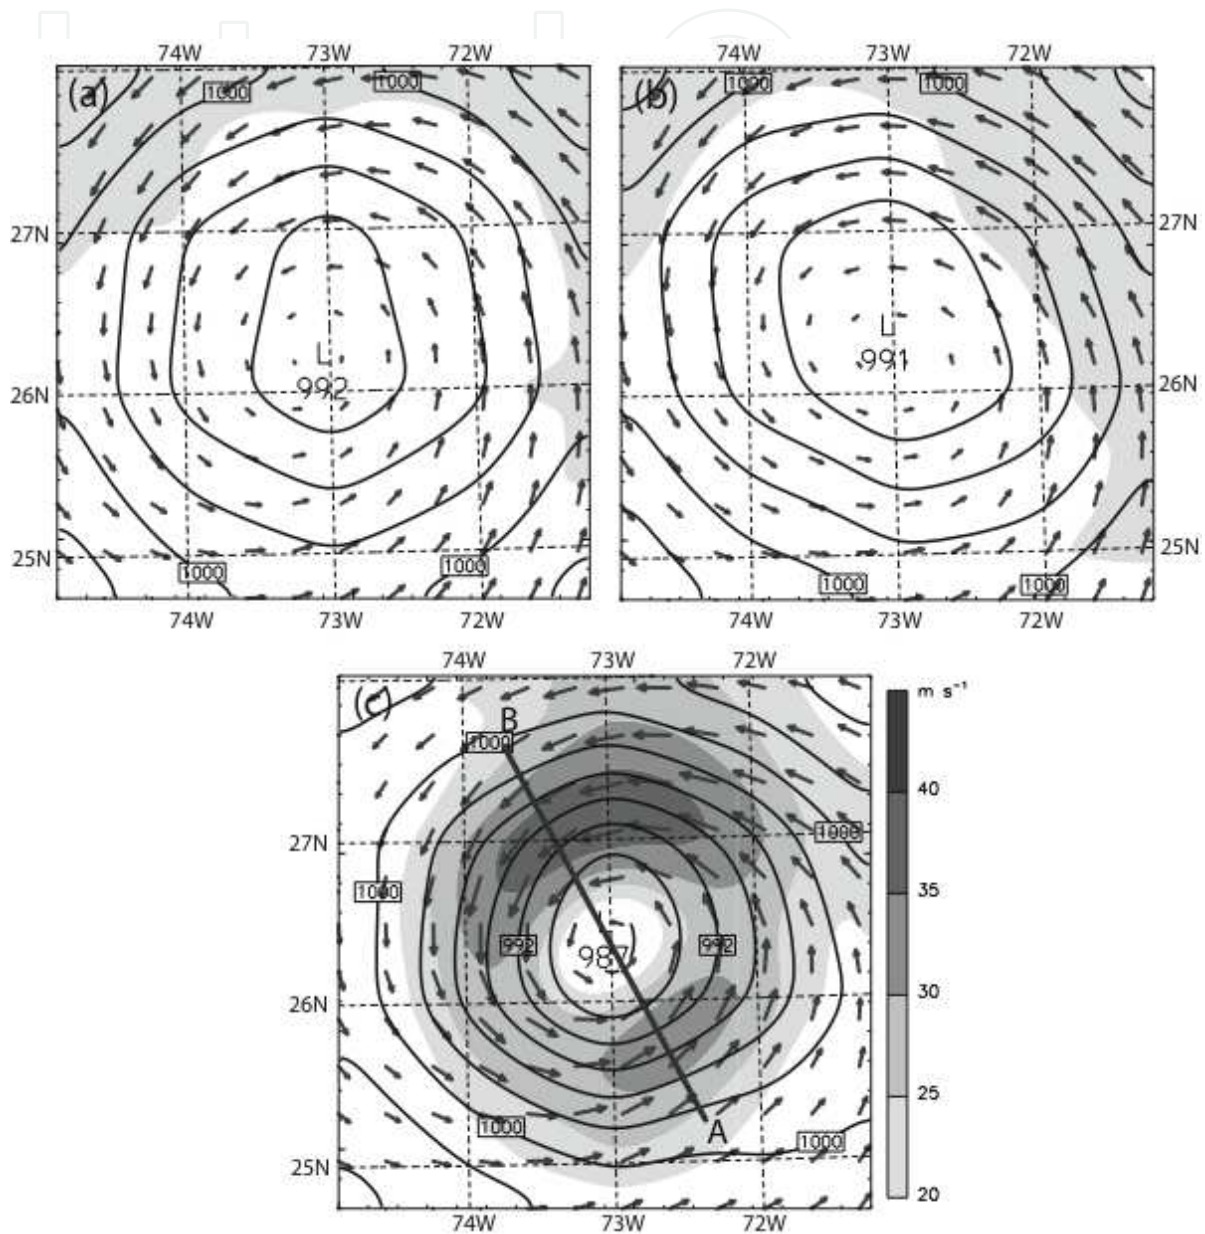 74W 73W 72W 74W 73W 72W
(a) 1000 1000 (b) 1000 1000
27N 27N
L L
992 991
26N 26N
25N 25N
1000 1000 1000 1000
74W 73W 72W 74W 73W 72W
74W 73W 72W
(c) B m s⁻¹
1000
40
27N 1000
1000 35
992 987 992
26N 30
25
1000 A 1000
25N 20
74W 73W 72W